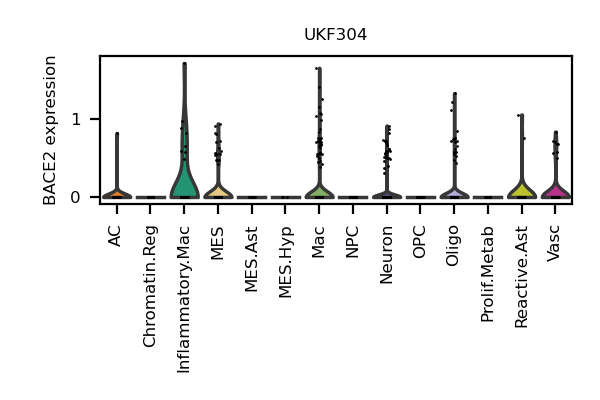 UKF304
BACE2 expression
1
0
AC
Chromatin.Reg
Inflammatory.Mac
MES
MES.Ast
MES.Hyp
Mac
NPC
Neuron
OPC
Oligo
Prolif.Metab
Reactive.Ast
Vasc